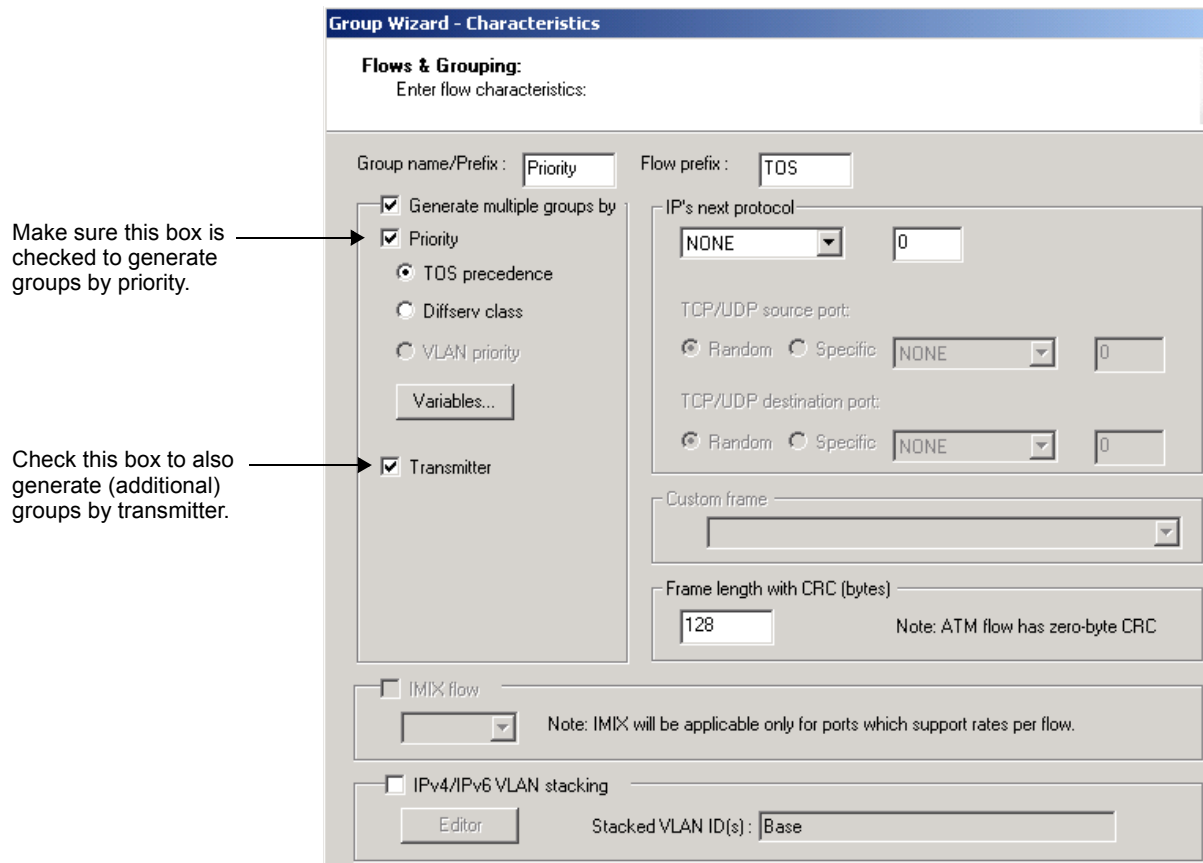 Group Wizard - Characteristics
Flows & Grouping:
Enter flow characteristics:
Group name/Prefix : Priority
Flow prefix : TOS
Make sure this box is
checked to generate
groups by priority.
Generate multiple groups by
Priority
TOS precedence
Diffserv class
VLAN priority
Variables...
Check this box to also
generate (additional)
groups by transmitter.
Transmitter
IP's next protocol
NONE 0
TCP/UDP source port:
Random Specific NONE 0
TCP/UDP destination port:
Random Specific NONE 0
Custom frame
Frame length with CRC (bytes)
128 Note: ATM flow has zero-byte CRC
IMIX flow
Note: IMIX will be applicable only for ports which support rates per flow.
IPv4/IPv6 VLAN stacking
Editor Stacked VLAN ID(s) : Base